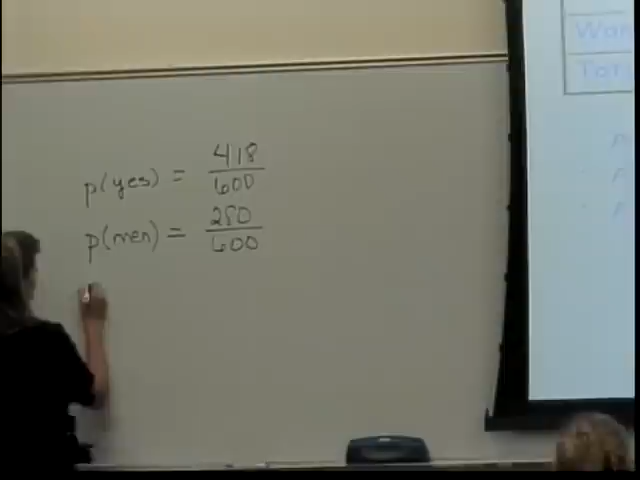 p(yes) = 418/600
p(men) = 280/600